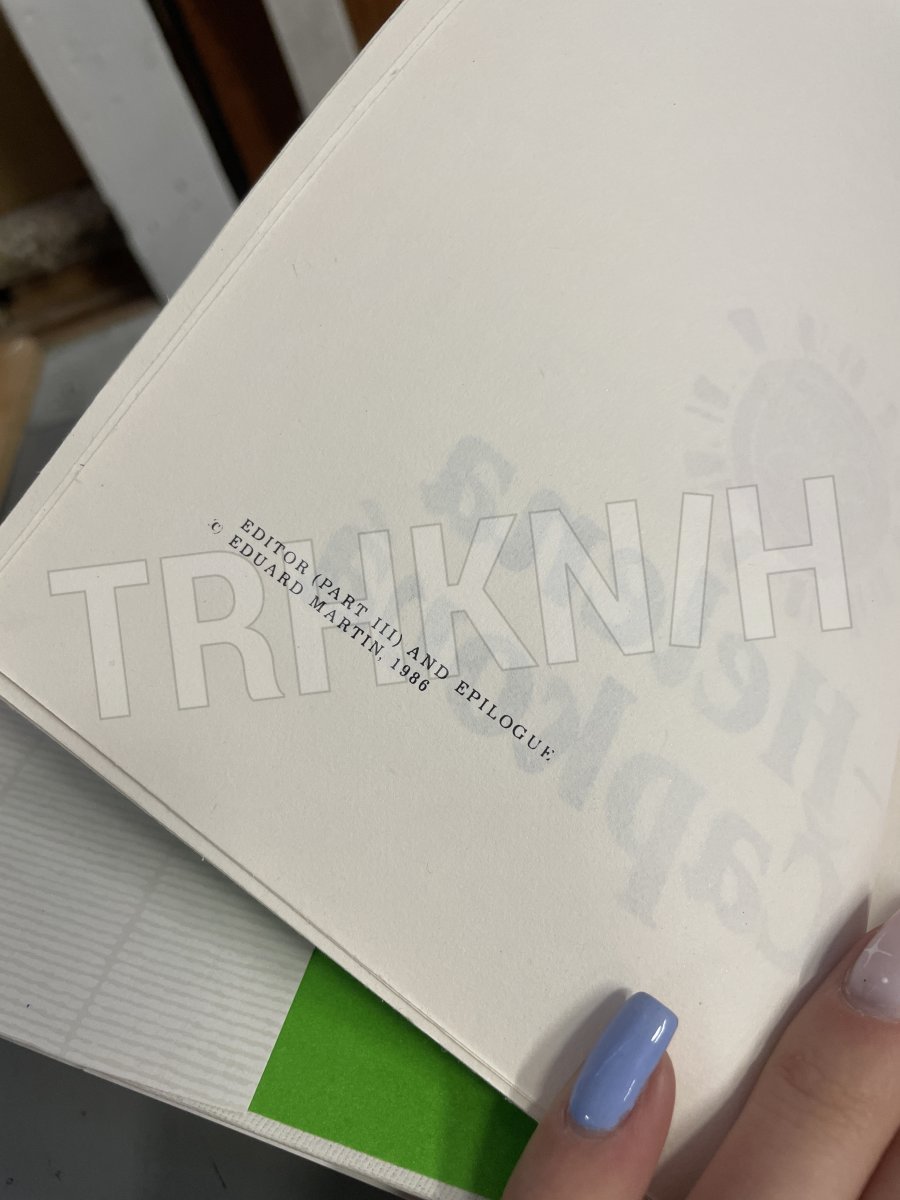 EDITOR (PART III) AND EPILOGUE
© EDUARD MARTIN, 1986
TRHKNIH